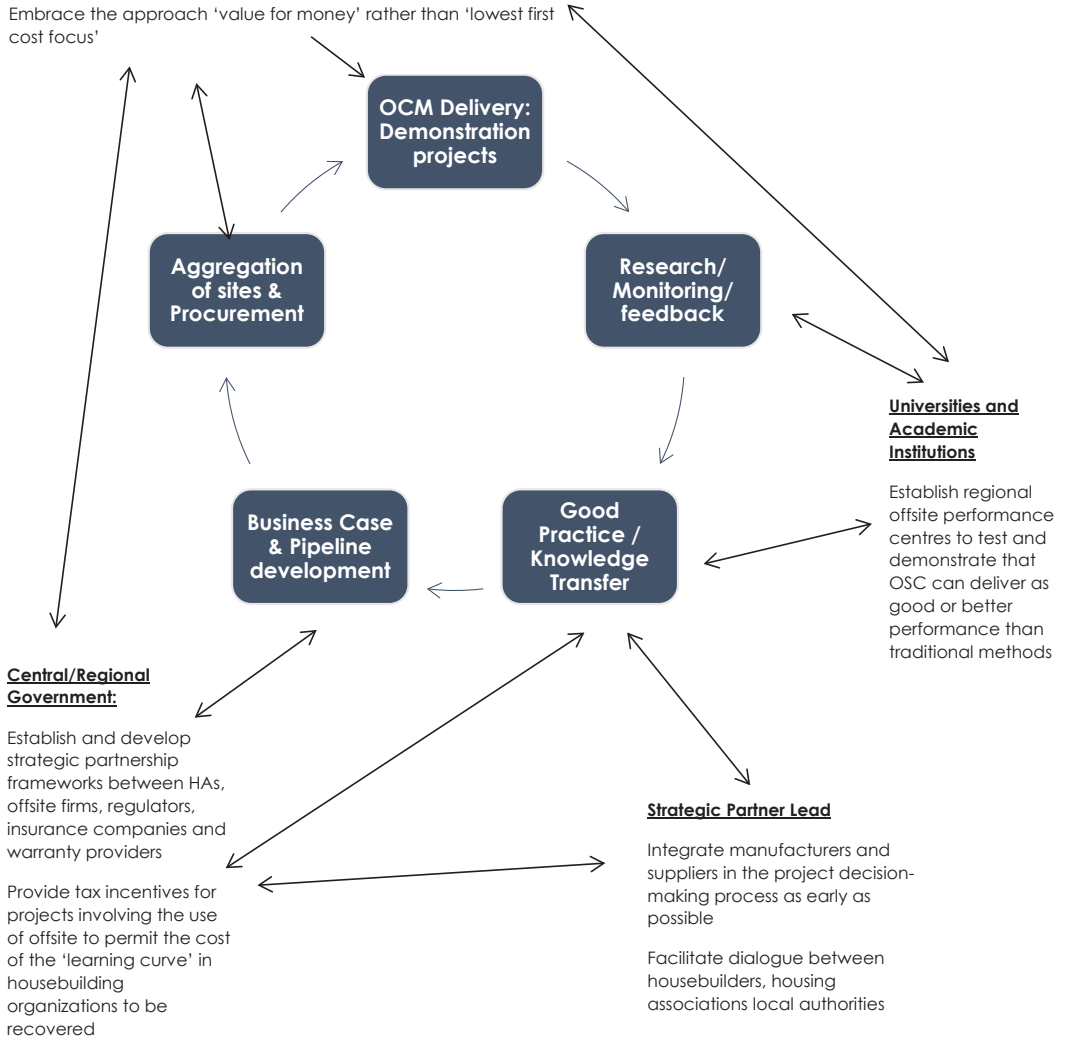 Embrace the approach ‘value for money’ rather than ‘lowest first
cost focus’
OCM Delivery:
Demonstration
projects
Aggregation
of sites &
Procurement
Research/
Monitoring/
feedback
Business Case
& Pipeline
development
Good
Practice /
Knowledge
Transfer
Universities and
Academic
Institutions
Establish regional
offsite performance
centres to test and
demonstrate that
OSC can deliver as
good or better
performance than
traditional methods
Central/Regional
Government:
Establish and develop
strategic partnership
frameworks between HAs,
offsite firms, regulators,
insurance companies and
warranty providers
Provide tax incentives for
projects involving the use
of offsite to permit the cost
of the ‘learning curve’ in
housebuilding
organizations to be
recovered
Strategic Partner Lead
Integrate manufacturers and
suppliers in the project decision-
making process as early as
possible
Facilitate dialogue between
housebuilders, housing
associations local authorities